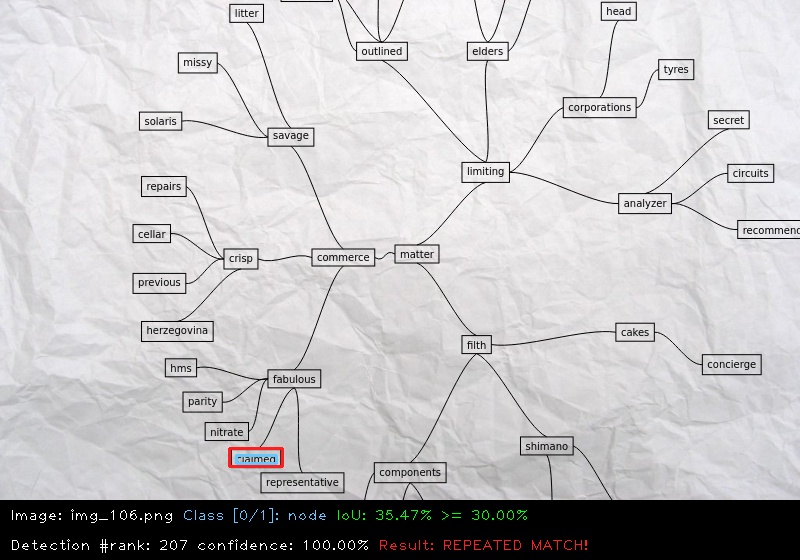 litter
head
outlined
elders
missy
tyres
corporations
solaris
savage
secret
limiting
circuits
repairs
analyzer
cellar
recommend
crisp
commerce
matter
previous
herzegovina
cakes
filth
hms
concierge
fabulous
parity
nitrate
shimano
claimed
components
representative
Image: img_106.png Class [0/1]: node IoU: 35.47% >= 30.00%
Detection #rank: 207 confidence: 100.00% Result: REPEATED MATCH!